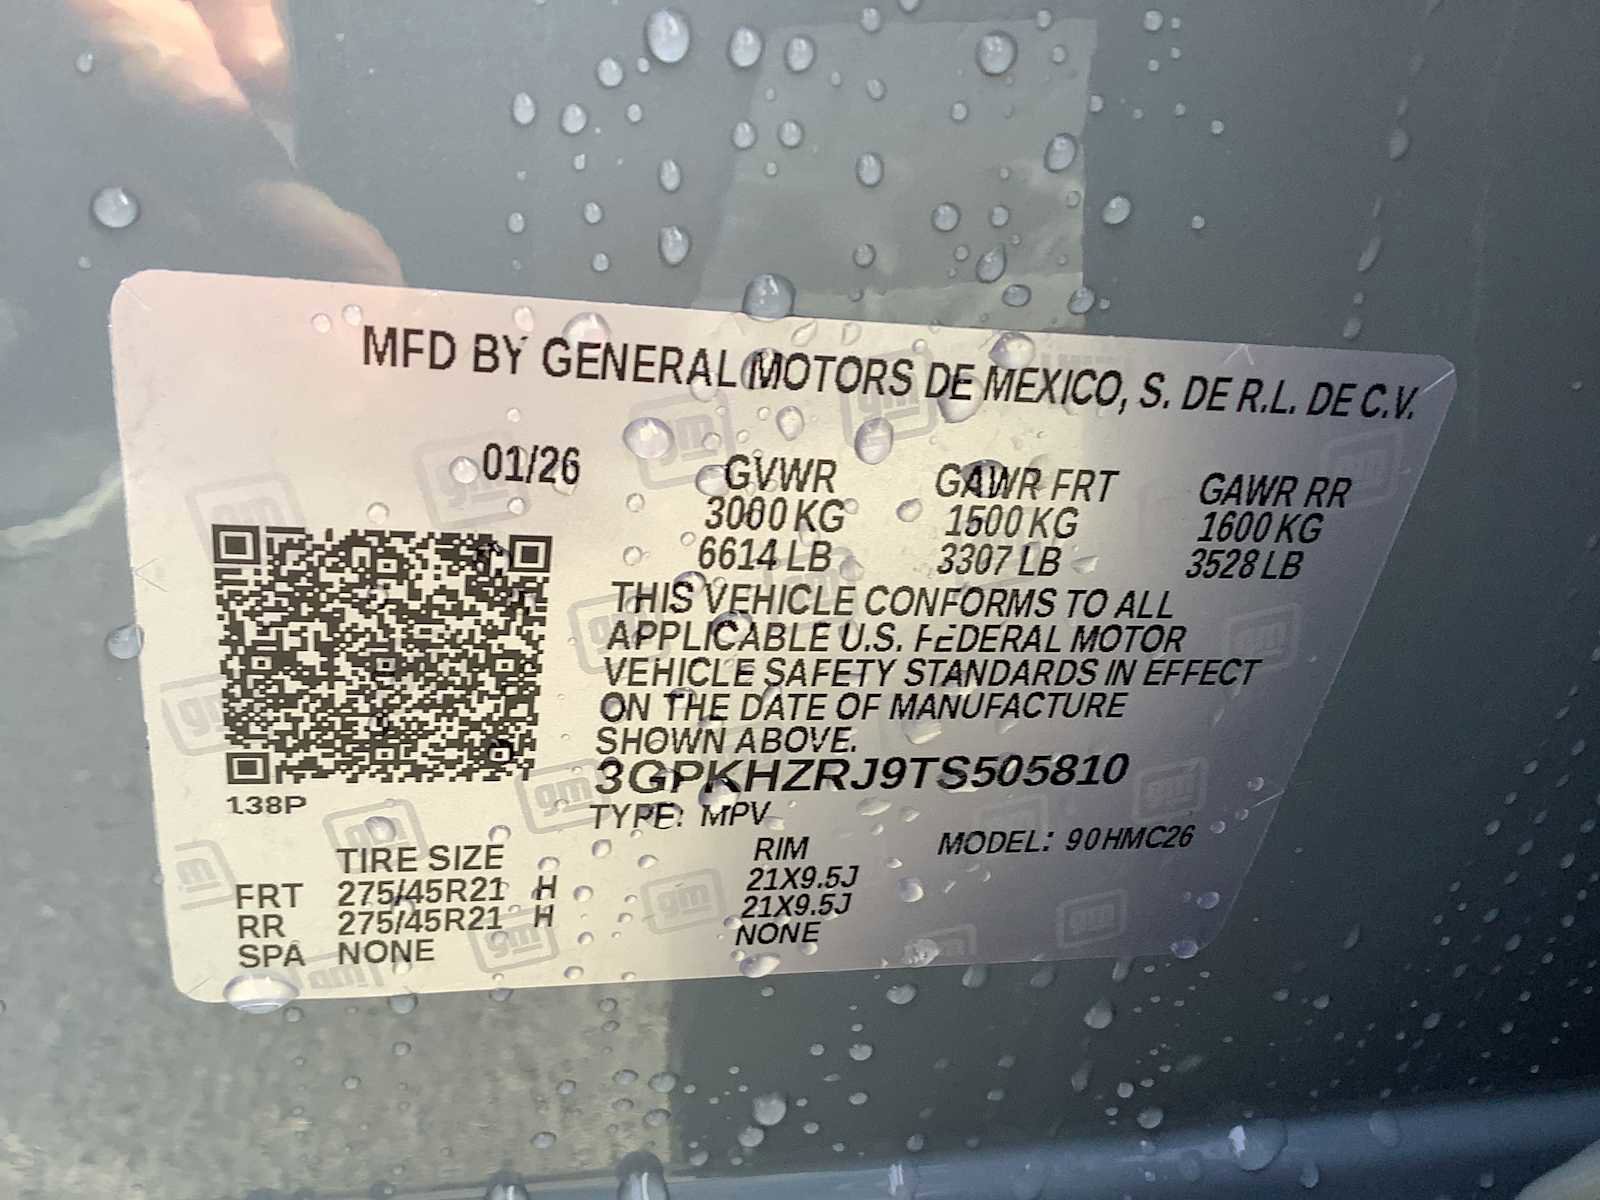 MFD BY GENERAL MOTORS DE MEXICO, S. DE R.L. DE C.V.
01/26
GVWR GAWR FRT GAWR RR
3000 KG 1500 KG 1600 KG
6614 LB 3307 LB 3528 LB
THIS VEHICLE CONFORMS TO ALL
APPLICABLE U.S. FEDERAL MOTOR
VEHICLE SAFETY STANDARDS IN EFFECT
ON THE DATE OF MANUFACTURE
SHOWN ABOVE.
3GPKHZRJ9TS505810
138P
TYPE: MPV MODEL: 90HMC26
TIRE SIZE RIM
FRT 275/45R21 H 21X9.5J
RR 275/45R21 H 21X9.5J
SPA NONE NONE